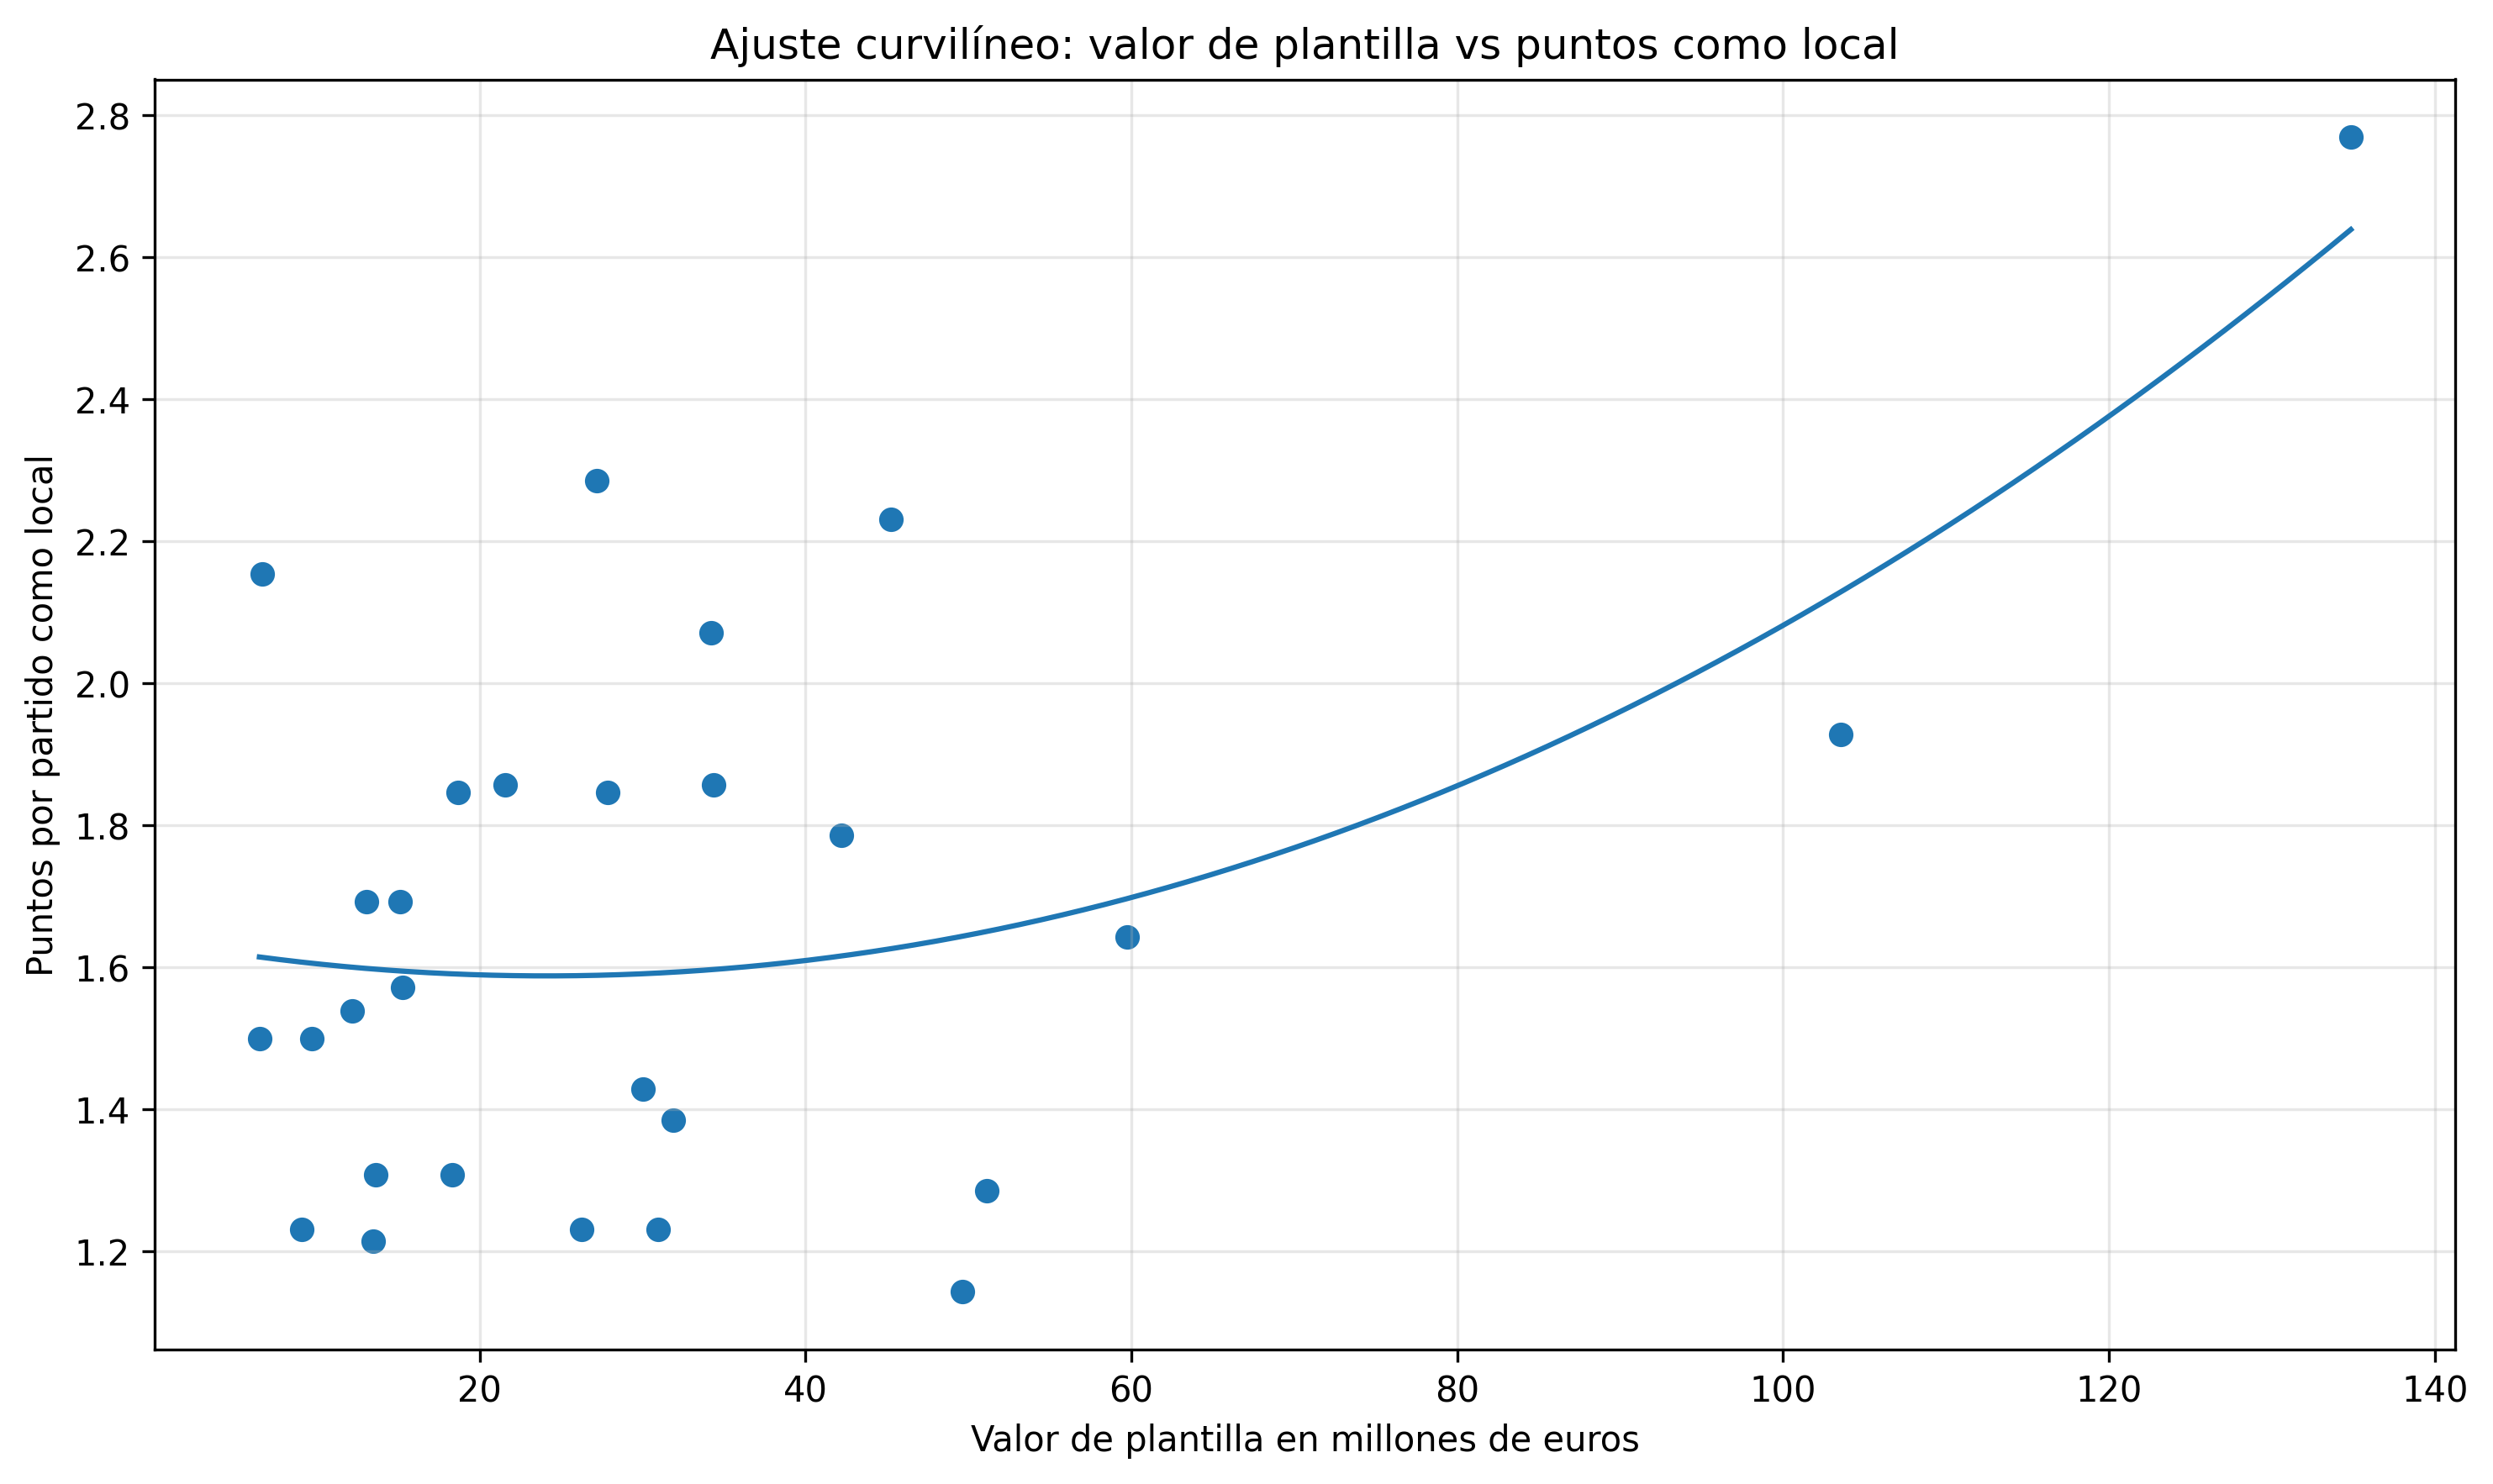 Ajuste curvilíneo: valor de plantilla vs puntos como local
Puntos por partido como local
2.8
2.6
2.4
2.2
2.0
1.8
1.6
1.4
1.2
20 40 60 80 100 120 140
Valor de plantilla en millones de euros